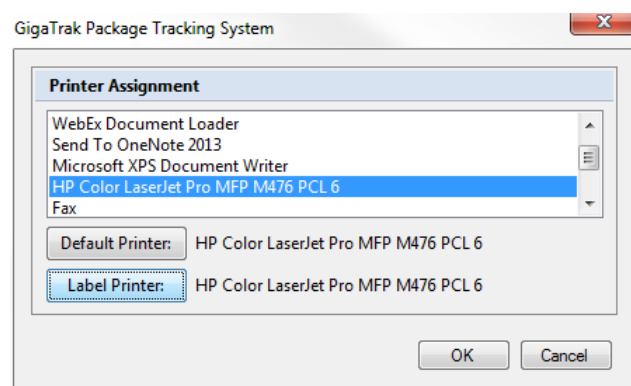 GigaTrak Package Tracking System
Printer Assignment
WebEx Document Loader
Send To OneNote 2013
Microsoft XPS Document Writer
HP Color LaserJet Pro MFP M476 PCL 6
Fax
Default Printer: HP Color LaserJet Pro MFP M476 PCL 6
Label Printer: HP Color LaserJet Pro MFP M476 PCL 6
OK Cancel